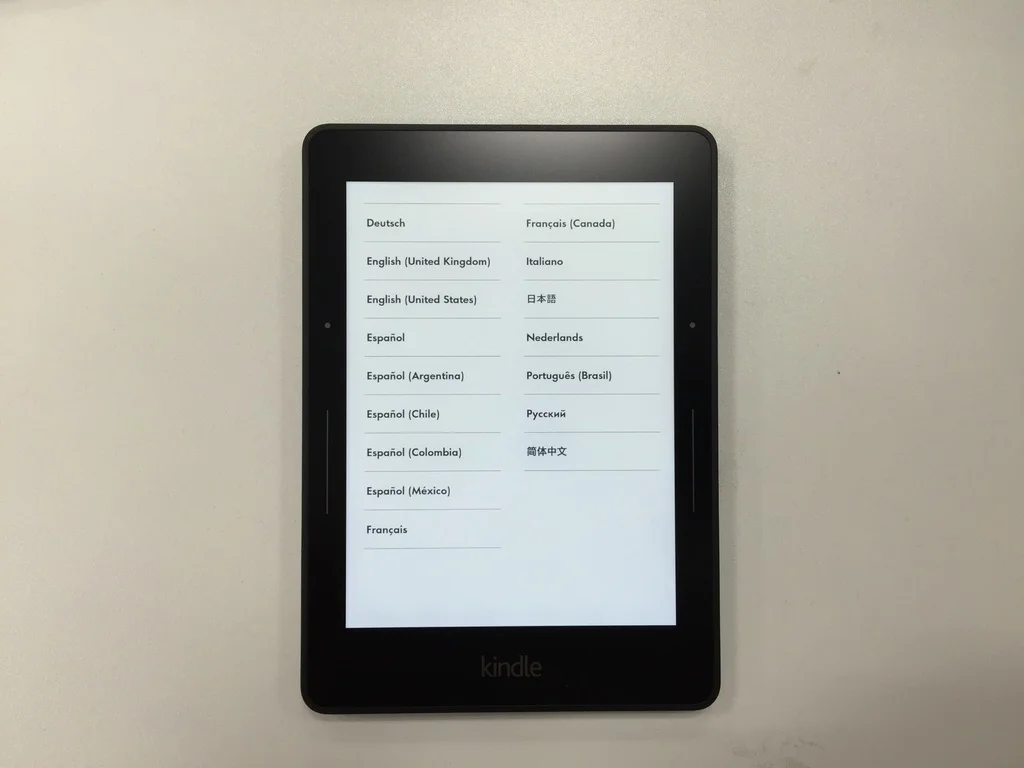 Deutsch
English (United Kingdom)
English (United States)
Español
Español (Argentina)
Español (Chile)
Español (Colombia)
Español (México)
Français
Français (Canada)
Italiano
日本語
Nederlands
Português (Brasil)
Русский
简体中文
kindle